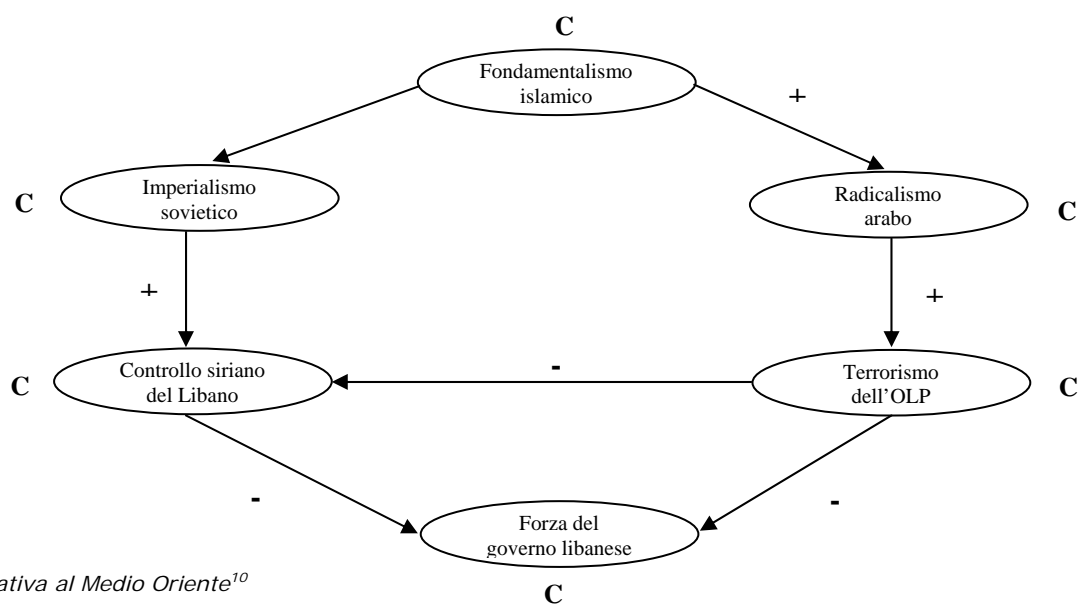 C
Fondamentalismo
islamico
+
Imperialismo
sovietico
C
Radicalismo
arabo
C
+
+
Controllo siriano
del Libano
C
-
Terrorismo
dell'OLP
C
-
-
Forza del
governo libanese
C
al Medio Oriente10